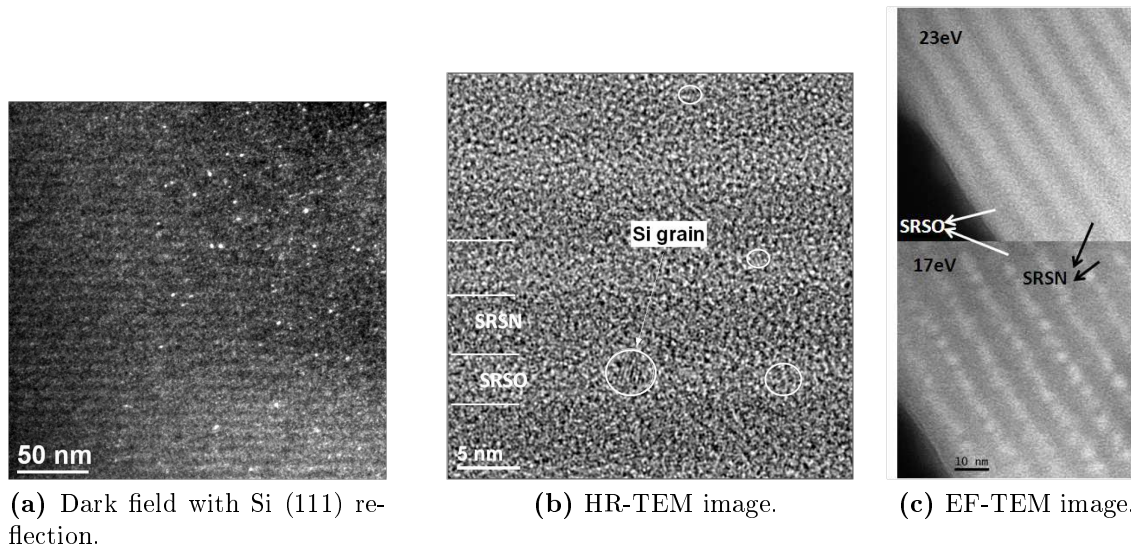 50 nm
Si grain
SRSN
SRSO
5 nm
23eV
SRSO
17eV
SRSN
10 nm
(a) Dark field with Si (111) re-
flection.
(b) HR-TEM image.
(c) EF-TEM image.